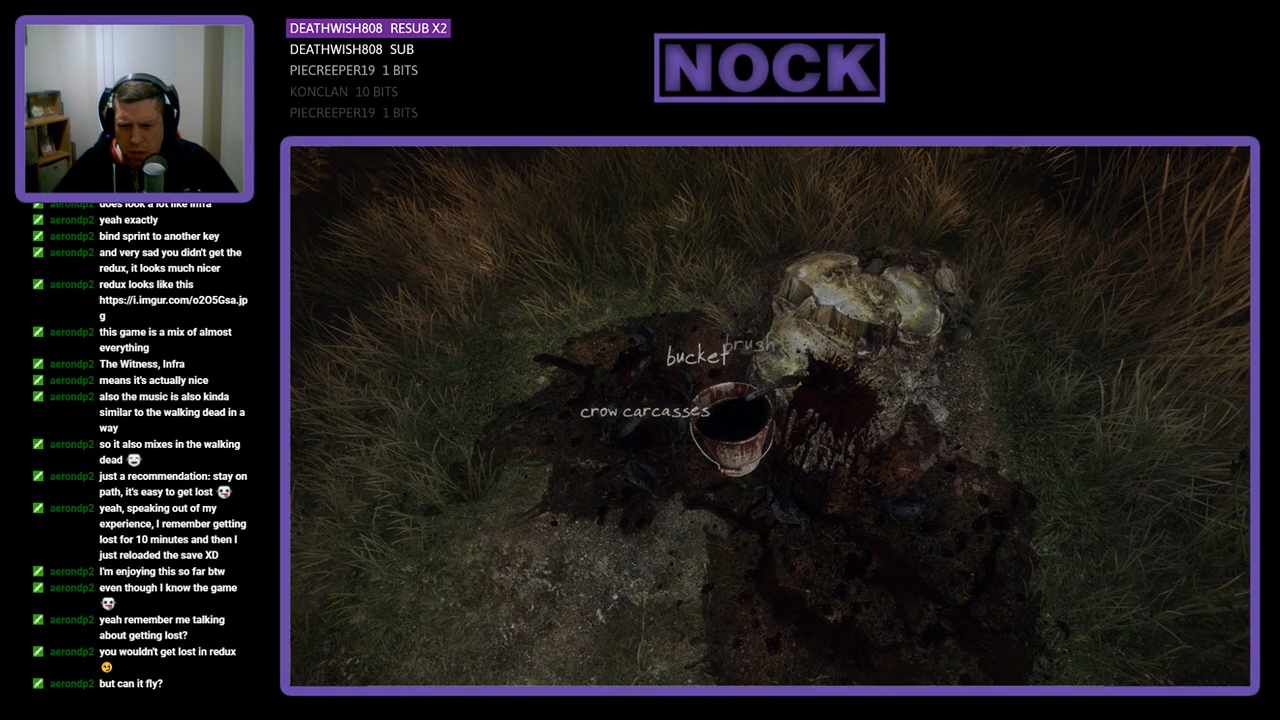 DEATHWISH808 RESUB X2
DEATHWISH808 SUB
PIECREEPER19 1 BITS
KONCLAN 10 BITS
PIECREEPER19 1 BITS
NOCK
aerondp2 does look a lot like infra
aerondp2 yeah exactly
aerondp2 bind sprint to another key
aerondp2 and very sad you didn't get the
redux, it looks much nicer
aerondp2 redux looks like this
https://i.imgur.com/o2O5Gsa.jp
g
aerondp2 this game is a mix of almost
everything
aerondp2 The Witness, Infra
aerondp2 means it's actually nice
aerondp2 also the music is also kinda
similar to the walking dead in a
way
aerondp2 so it also mixes in the walking
dead
aerondp2 just a recommendation: stay on
path, it's easy to get lost
aerondp2 yeah, speaking out of my
experience, I remember getting
lost for 10 minutes and then I
just reloaded the save XD
aerondp2 I'm enjoying this so far btw
aerondp2 even though I know the game
aerondp2 yeah remember me talking
about getting lost?
aerondp2 you wouldn't get lost in redux
aerondp2 but can it fly?
brush
bucket
crow carcasses